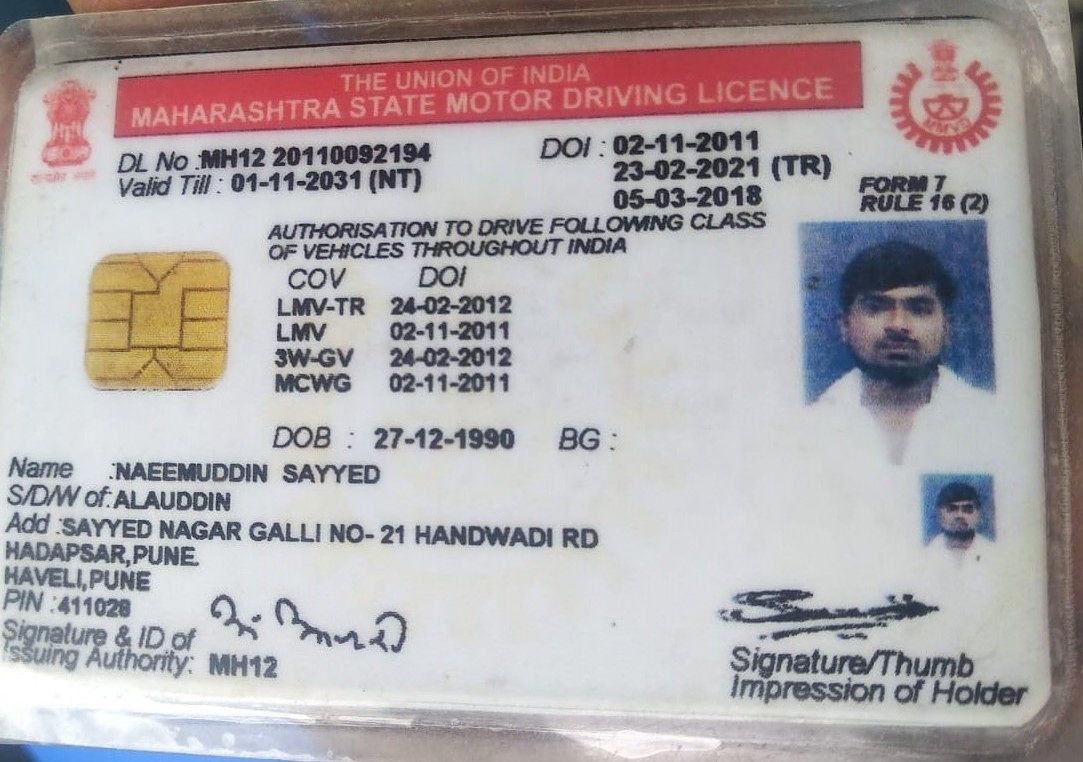 THE UNION OF INDIA
MAHARASHTRA STATE MOTOR DRIVING LICENCE
DL No :MH12 20110092194 DOI : 02-11-2011
Valid Till : 01-11-2031 (NT) 23-02-2021 (TR)
05-03-2018
FORM 7
RULE 16 (2)
AUTHORISATION TO DRIVE FOLLOWING CLASS
OF VEHICLES THROUGHOUT INDIA
COV DOI
LMV-TR 24-02-2012
LMV 02-11-2011
3W-GV 24-02-2012
MCWG 02-11-2011
DOB : 27-12-1990 BG :
Name :NAEEMUDDIN SAYYED
S/D/W of:ALAUDDIN
Add :SAYYED NAGAR GALLI NO- 21 HANDWADI RD
HADAPSAR,PUNE.
HAVELI,PUNE
PIN :411028
Signature & ID of
Issuing Authority: MH12
Signature/Thumb
Impression of Holder